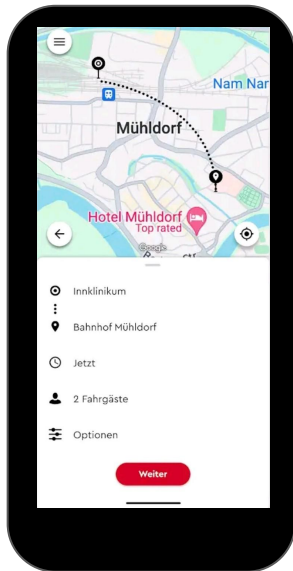 Nam Nar
Mühldorf
Hotel Mühldorf
Top rated
Google
Innklinikum
Bahnhof Mühldorf
Jetzt
2 Fahrgäste
Optionen
Weiter